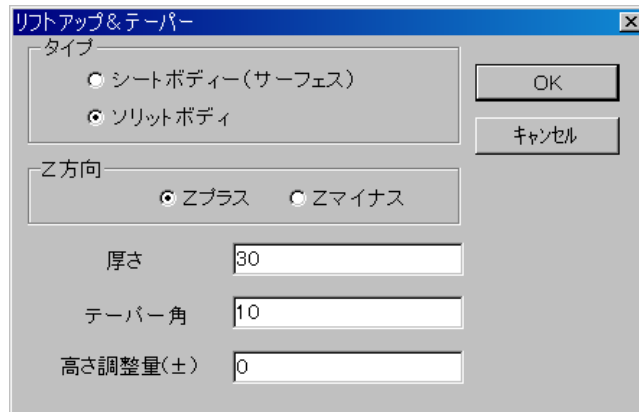 リフトアップ&テーパー
タイプ
シートボディー(サーフェス)
ソリットボディ
OK
キャンセル
Z方向
Zプラス Zマイナス
厚さ 30
テーパー角 10
高さ調整量(±) 0